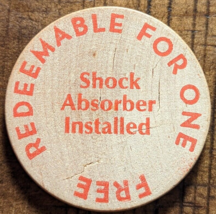 REDEEMABLE FOR ONE
FREE
Shock
Absorber
Installed